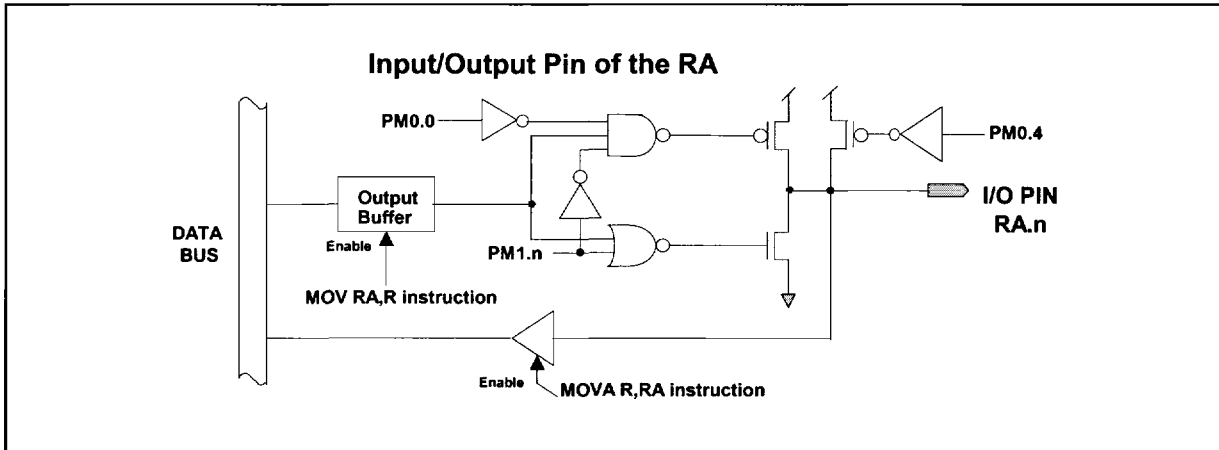 Input/Output Pin of the RA
PM0.0
PM0.4
Output
Buffer
I/O PIN
RA.n
DATA
BUS
Enable
PM1.n
MOV RA,R instruction
Enable
MOVA R,RA instruction